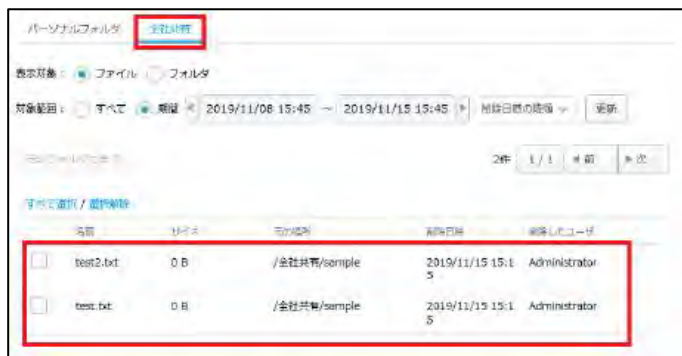 パーソナルフォルダ 全社共有
表示対象： ファイル フォルダ
対象範囲： すべて 期間 2019/11/08 15:45 ～ 2019/11/15 15:45 削除日時の降順 更新
2件 1 / 1 前 次
すべて選択 / 選択解除
名前 サイズ 元の場所 削除日時 削除したユーザ
test2.txt 0 B /全社共有/sample 2019/11/15 15:15 Administrator
test.txt 0 B /全社共有/sample 2019/11/15 15:15 Administrator